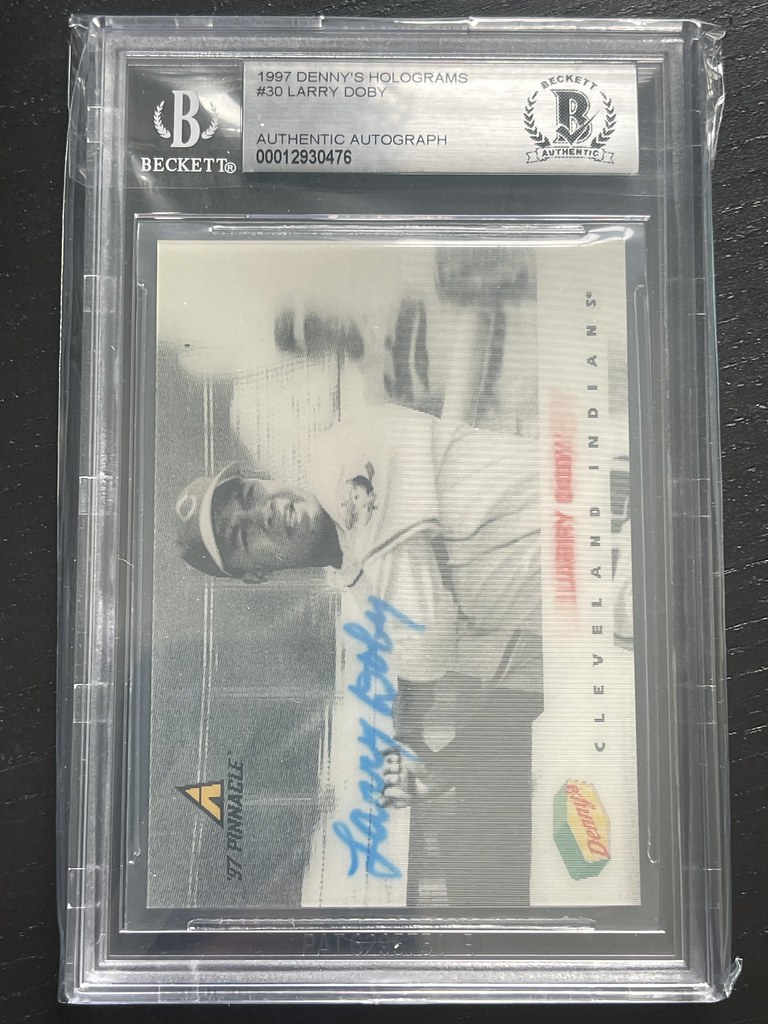 1997 DENNY'S HOLOGRAMS
#30 LARRY DOBY
AUTHENTIC AUTOGRAPH
00012930476
B
BECKETT®
BECKETT
B
AUTHENTIC
C
Larry Doby
'97 PINNACLE™
LARRY DOBY
CLEVELAND INDIANS
Denny's